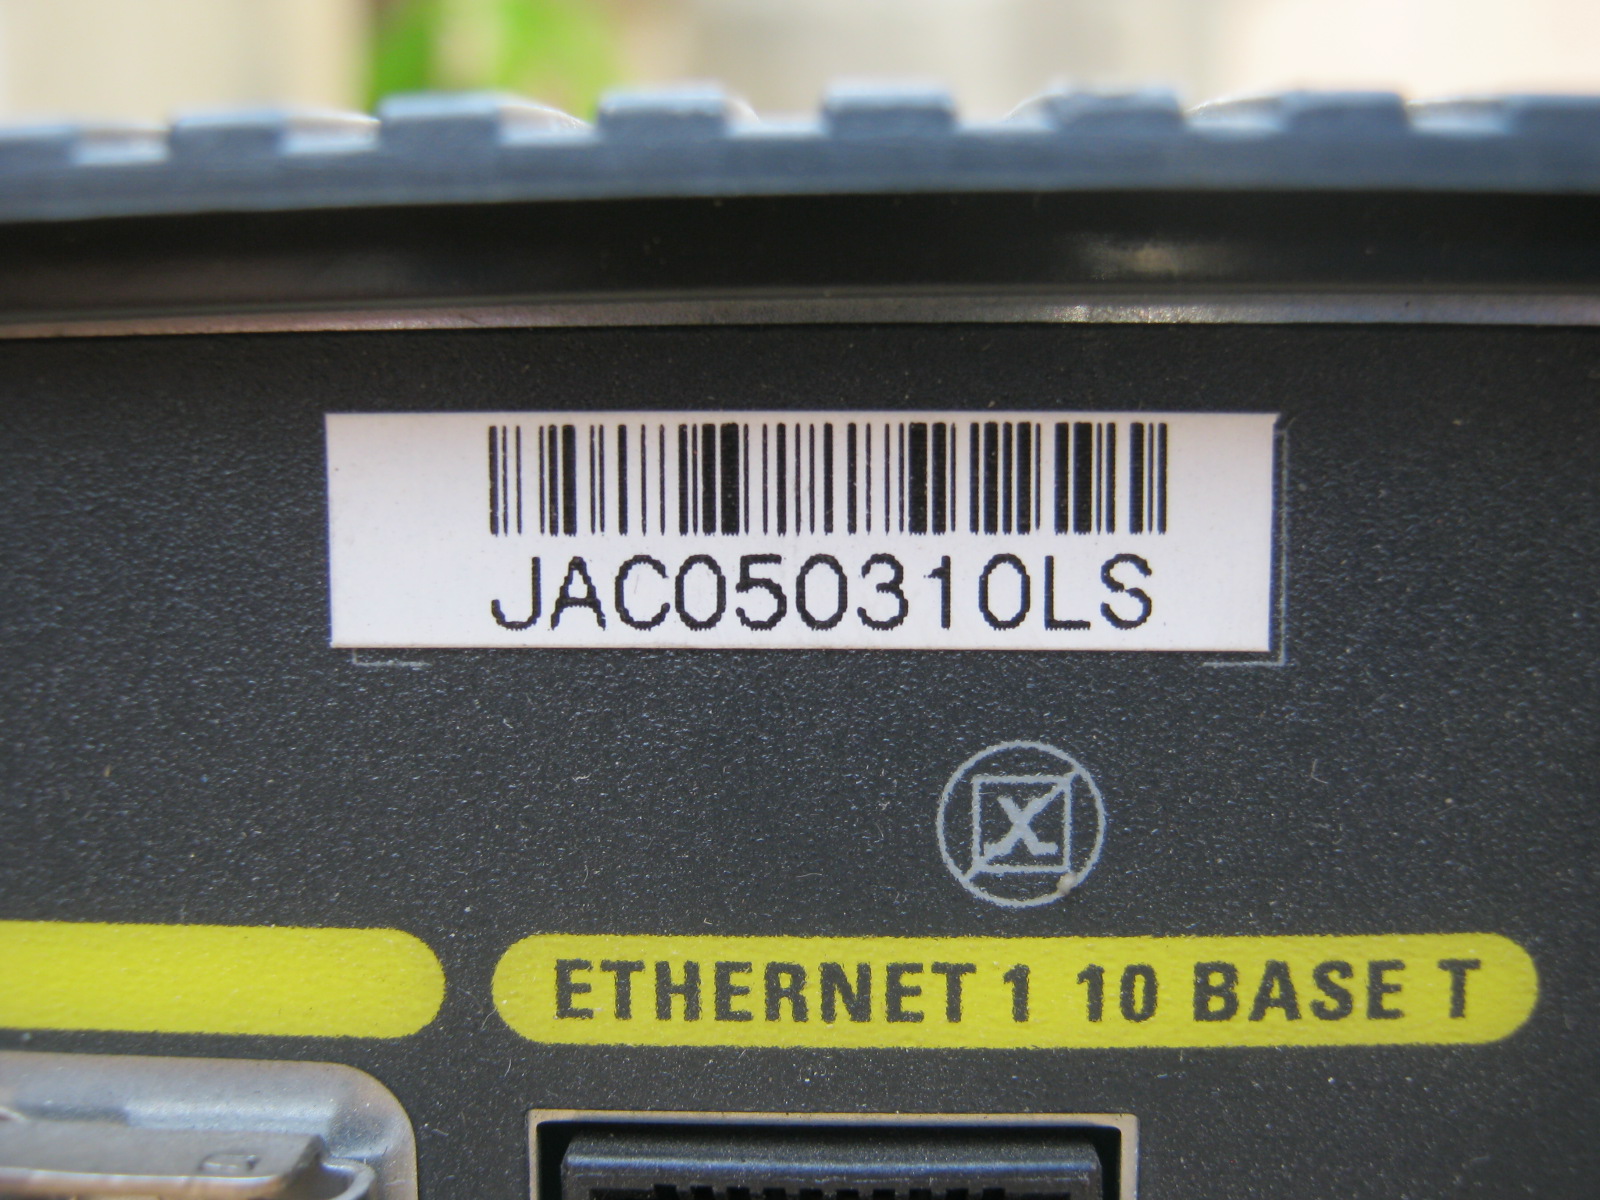 JAC050310LS
X
ETHERNET 1 10 BASE T